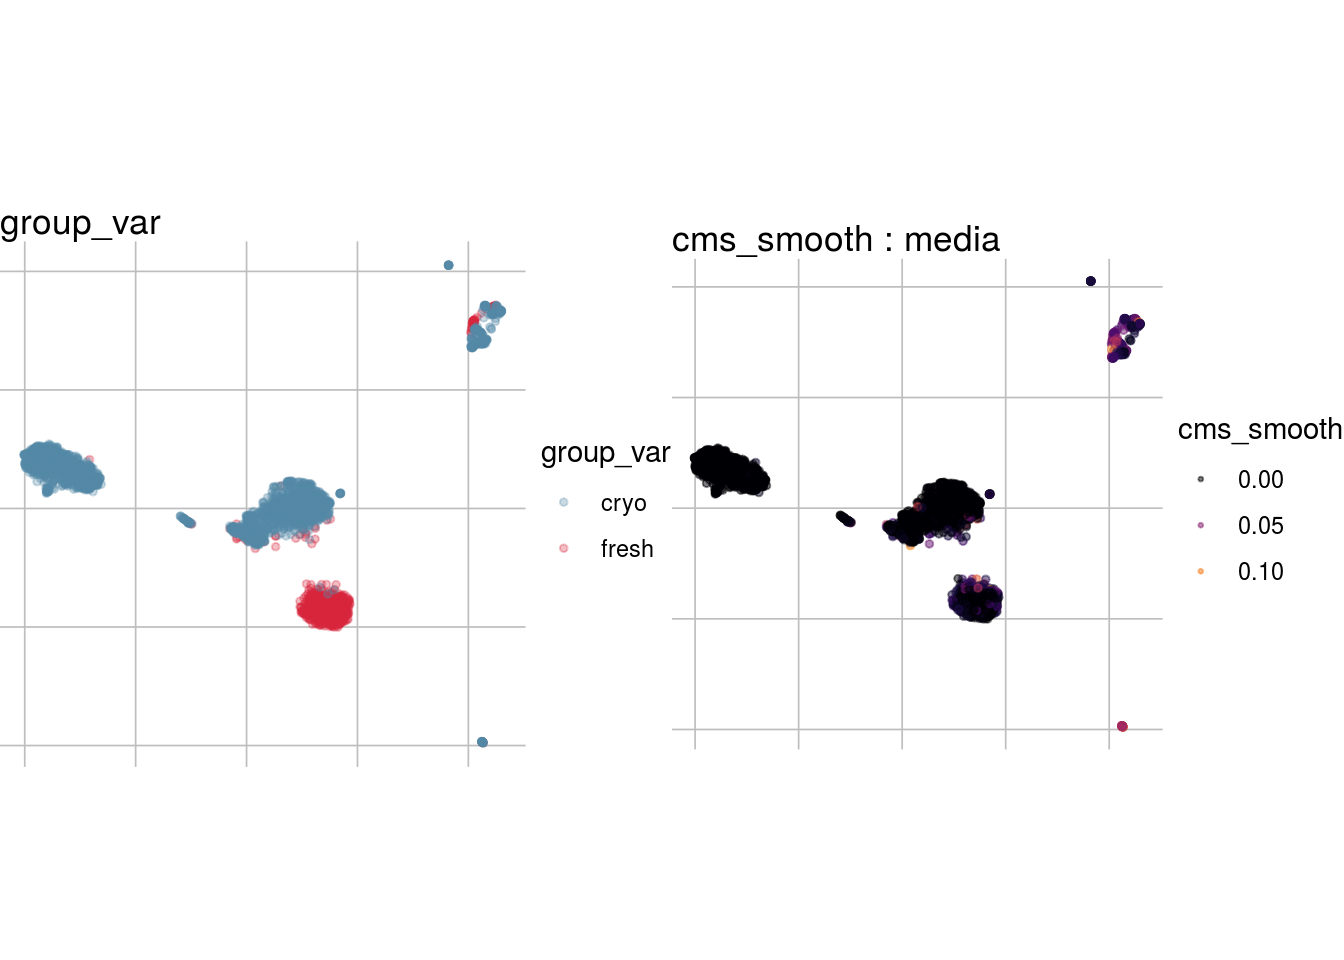 group_var
group_var
cryo
fresh
cms_smooth : media
cms_smooth
0.00
0.05
0.10